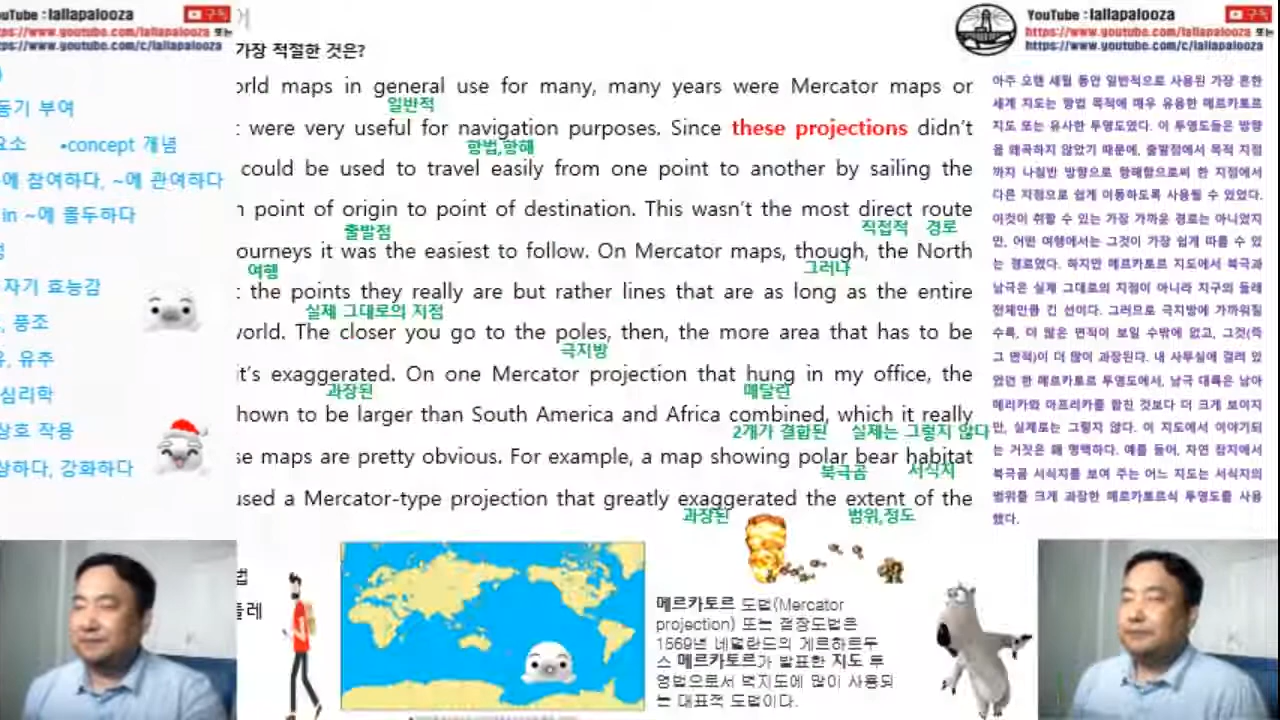 uTube : lallapalooza 구독
ttps://www.youtube.com/lallapalooza 또는
ttps://www.youtube.com/c/lallapalooza
동기 부여
요소 •concept 개념
~에 참여하다, ~에 관여하다
in ~에 몰두하다
자기 효능감
풍조
유, 유주
심리학
상호 작용
상하다, 강화하다
가장 적절한 것은?
orld maps in general use for many, many years were Mercator maps or
일반적
were very useful for navigation purposes. Since these projections didn't
항법,항해
could be used to travel easily from one point to another by sailing the
point of origin to point of destination. This wasn't the most direct route
출발점 직접적 경로
ourneys it was the easiest to follow. On Mercator maps, though, the North
여행 그러나
the points they really are but rather lines that are as long as the entire
실제 그대로의 지점
vorld. The closer you go to the poles, then, the more area that has to be
극지방
it's exaggerated. On one Mercator projection that hung in my office, the
과장된 매달린
hown to be larger than South America and Africa combined, which it really
2개가 결합된 실제는 그렇지 않다
se maps are pretty obvious. For example, a map showing polar bear habitat
북극곰 서식지
used a Mercator-type projection that greatly exaggerated the extent of the
과장된 범위,정도
법
둘레
메르카토르 도법(Mercator
projection) 또는 점장도법은
1569년 네덜란드의 게르하르두
스 메르카토르가 발표한 지도 투
영법으로서 벽지도에 많이 사용되
는 대표적 도법이다.
YouTube : lallapalooza 구독
https://www.youtube.com/lallapalooza 또는
https://www.youtube.com/c/lallapalooza
아주 오랜 세월 동안 일반적으로 사용된 가장 흔한
세계 지도는 항법 목적에 매우 유용한 메르카토르
지도 또는 유사한 투영도였다. 이 투영도들은 방향
을 왜곡하지 않았기 때문에, 출발점에서 목적 지점
까지 나침반 방향으로 항해함으로써 한 지점에서
다른 지점으로 쉽게 이동하도록 사용될 수 있었다.
이것이 취할 수 있는 가장 가까운 경로는 아니었지
만, 어떤 여행에서는 그것이 가장 쉽게 따를 수 있
는 경로였다. 하지만 메르카토르 지도에서 북극과
남극은 실제 그대로의 지점이 아니라 지구의 둘레
전체만큼 긴 선이다. 그러므로 극지방에 가까워질
수록, 더 많은 면적이 보일 수밖에 없고, 그것(즉
그 면적)이 더 많이 과장된다. 내 사무실에 걸려 있
었던 한 메르카토르 투영도에서, 남극 대륙은 남아
메리카와 아프리카를 합친 것보다 더 크게 보이지
만, 실제로는 그렇지 않다. 이 지도에서 이야기되
는 거짓은 꽤 명백하다. 예를 들어, 자연 잡지에서
북극곰 서식지를 보여 주는 어느 지도는 서식지의
범위를 크게 과장한 메르카토르식 투영도를 사용
했다.